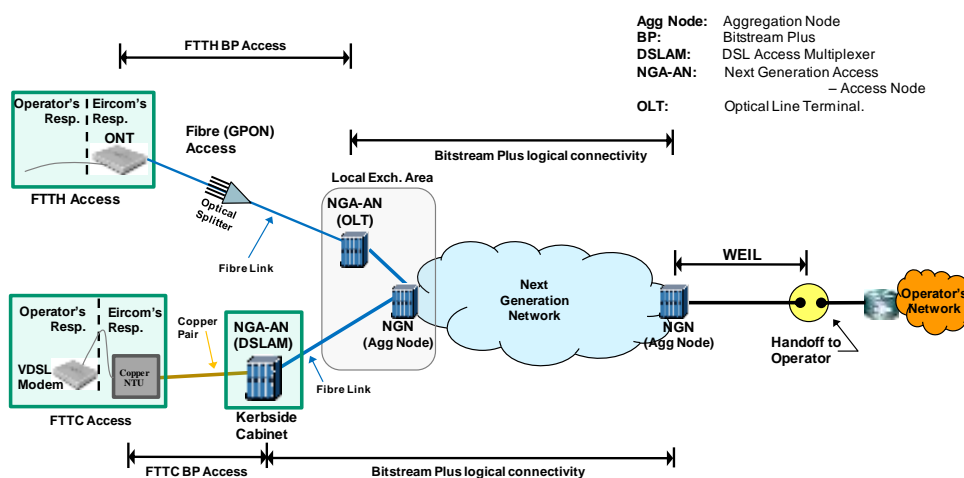 Agg Node: Aggregation Node
BP: Bitstream Plus
DSLAM: DSL Access Multiplexer
NGA-AN: Next Generation Access
– Access Node
OLT: Optical Line Terminal.
FTTH BP Access
Operator's
Resp.
Eircom's
Resp.
ONT
FTTH Access
Fibre (GPON)
Access
Optical
Splitter
Fibre Link
Bitstream Plus logical connectivity
Local Exch. Area
NGA-AN
(OLT)
NGN
(Agg Node)
Next
Generation
Network
NGN
(Agg Node)
WEIL
Handoff to
Operator
Operator's
Network
Operator's
Resp.
Eircom's
Resp.
VDSL
Modem
Copper
NTU
FTTC Access
Copper
Pair
NGA-AN
(DSLAM)
Fibre Link
Kerbside
Cabinet
FTTC BP Access
Bitstream Plus logical connectivity